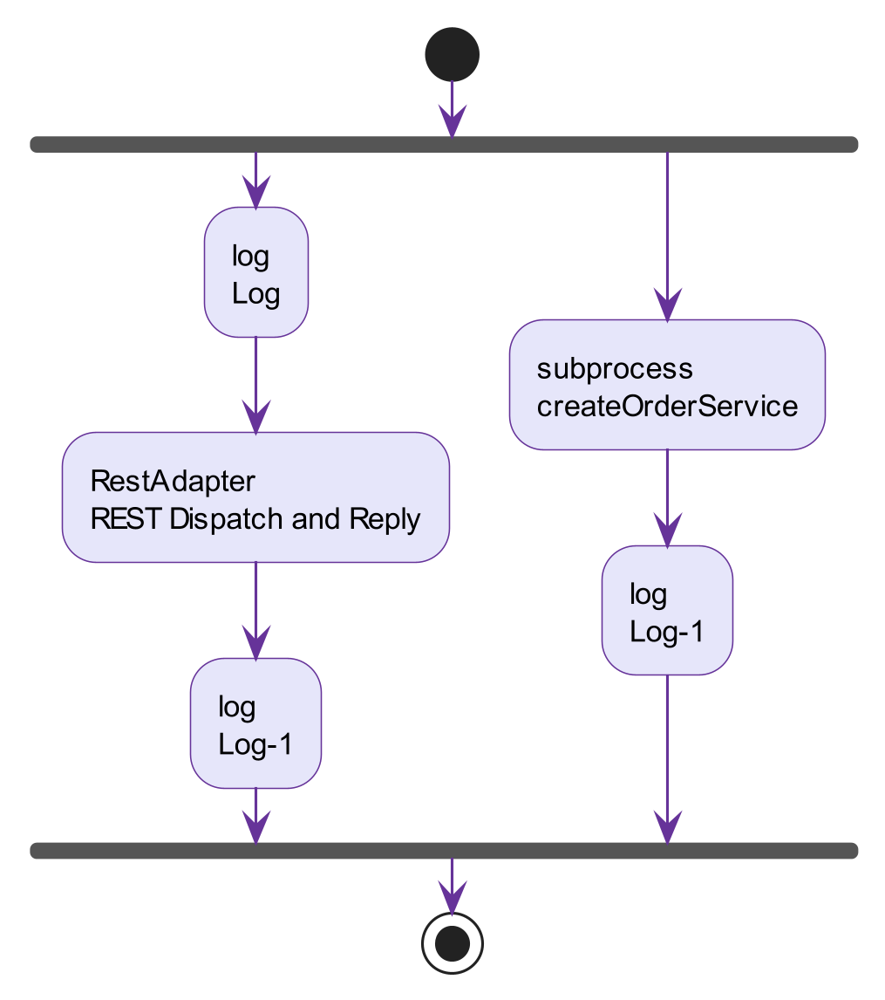 log
Log
subprocess
createOrderService
RestAdapter
REST Dispatch and Reply
log
Log-1
log
Log-1